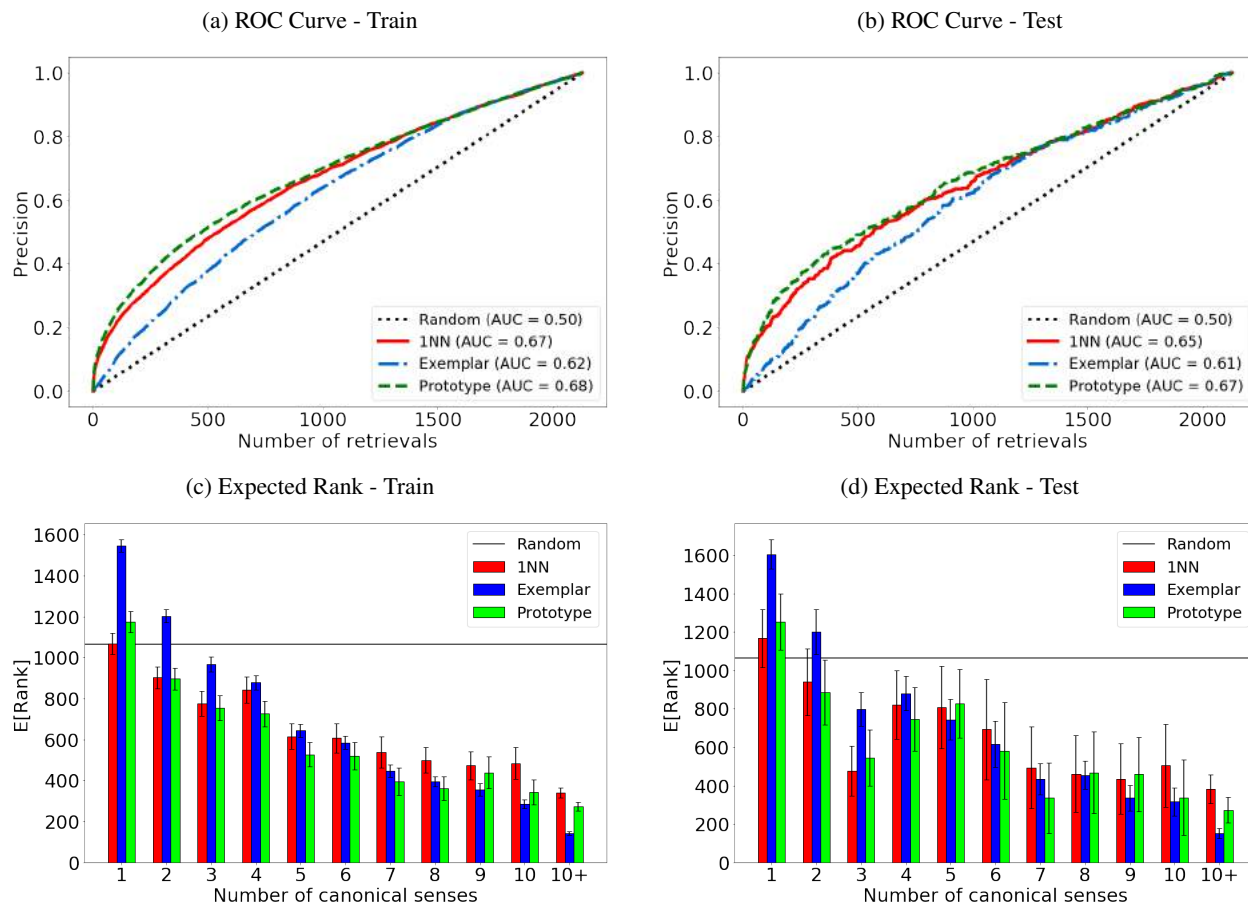 (a) ROC Curve - Train
1.0
0.8
0.6
0.4
0.2
0.0
Precision
Random (AUC = 0.50)
1NN (AUC = 0.67)
Exemplar (AUC = 0.62)
Prototype (AUC = 0.68)
0 500 1000 1500 2000
Number of retrievals
(b) ROC Curve - Test
1.0
0.8
0.6
0.4
0.2
0.0
Precision
Random (AUC = 0.50)
1NN (AUC = 0.65)
Exemplar (AUC = 0.61)
Prototype (AUC = 0.67)
0 500 1000 1500 2000
Number of retrievals
(c) Expected Rank - Train
1600
1400
1200
1000
800
600
400
200
0
E[Rank]
Random
1NN
Exemplar
Prototype
1 2 3 4 5 6 7 8 9 10 10+
Number of canonical senses
(d) Expected Rank - Test
1600
1400
1200
1000
800
600
400
200
0
E[Rank]
Random
1NN
Exemplar
Prototype
1 2 3 4 5 6 7 8 9 10 10+
Number of canonical senses